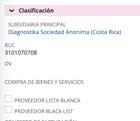 Clasificación
SUBSIDIARIA PRINCIPAL
Diagnostika Sociedad Anonima (Costa Rica)
RUC
3101070708
DV
COMPRA DE BIENES Y SERVICIOS
PROVEEDOR LISTA BLANCA
PROVEEDOR BLACK LIST